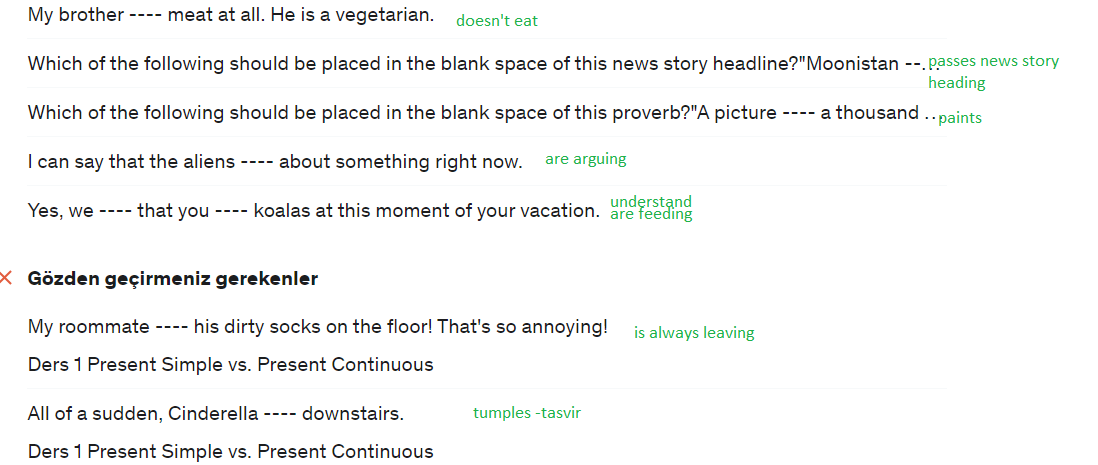 My brother ---- meat at all. He is a vegetarian. doesn't eat
Which of the following should be placed in the blank space of this news story headline?"Moonistan --... passes news story
heading
Which of the following should be placed in the blank space of this proverb?"A picture ---- a thousand ... paints
I can say that the aliens ---- about something right now. are arguing
Yes, we ---- that you ---- koalas at this moment of your vacation. understand
are feeding
Gözden geçirmeniz gerekenler
My roommate ---- his dirty socks on the floor! That's so annoying! is always leaving
Ders 1 Present Simple vs. Present Continuous
All of a sudden, Cinderella ---- downstairs. tumples -tasvir
Ders 1 Present Simple vs. Present Continuous